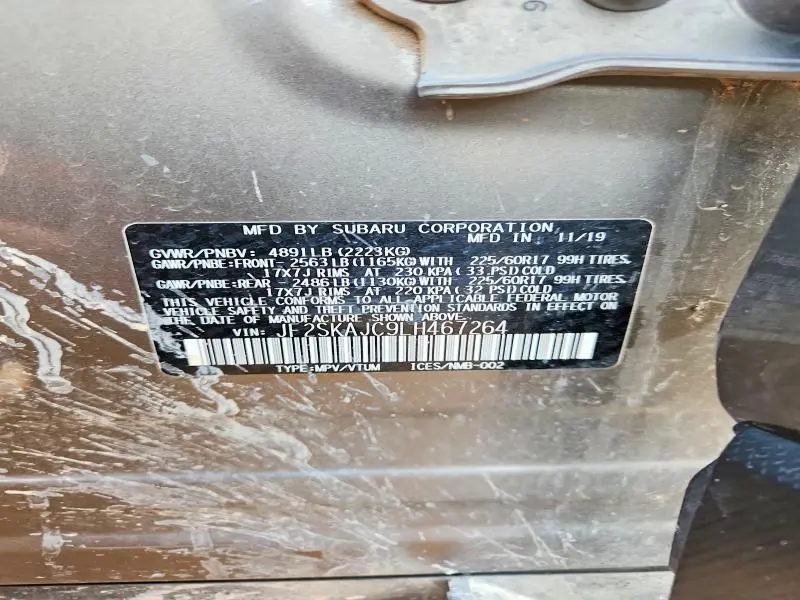 MFD BY SUBARU CORPORATION
MFD IN: 11/19
GVWR/PNBV: 4891LB(2223KG)
GAWR/PNBE:FRONT-2563LB(1165KG)WITH 225/60R17 99H TIRES,
17X7J RIMS AT 230 KPA(33 PSI)COLD
GAWR/PNBE:REAR -2486LB(1130KG)WITH 225/60R17 99H TIRES,
17X7J RIMS AT 220 KPA(32 PSI)COLD
THIS VEHICLE CONFORMS TO ALL APPLICABLE FEDERAL MOTOR
VEHICLE SAFETY AND BUMPER STANDARDS IN EFFECT ON
THE DATE OF MANUFACTURE SHOWN ABOVE.
VIN: JF2SKAJC9LH467264
TYPE:MPV/VTUM ICES/NMB-002